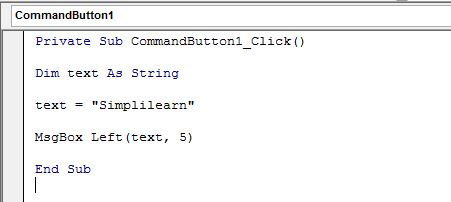 CommandButton1
Private Sub CommandButton1_Click()
Dim text As String
text = "Simplilearn"
MsgBox Left(text, 5)
End Sub